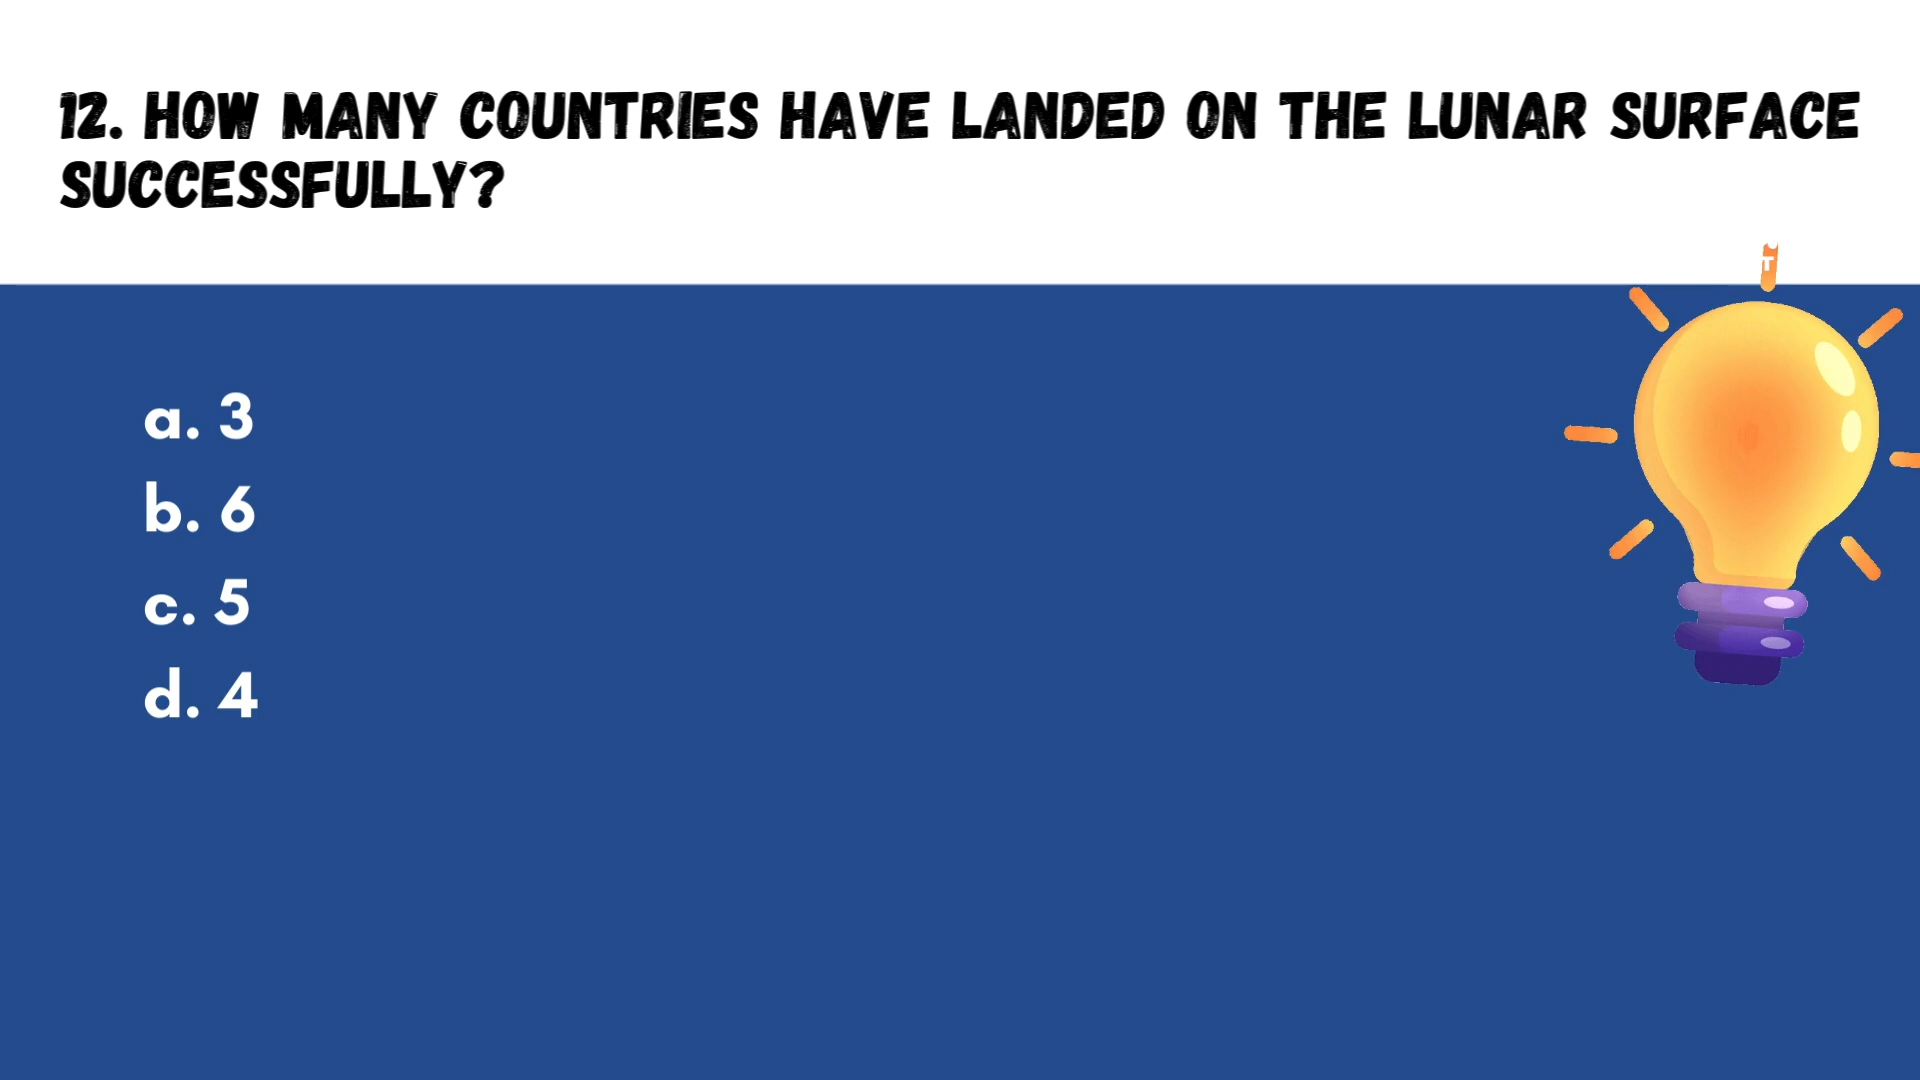 12. HOW MANY COUNTRIES HAVE LANDED ON THE LUNAR SURFACE
SUCCESSFULLY?
a. 3
b. 6
c. 5
d. 4